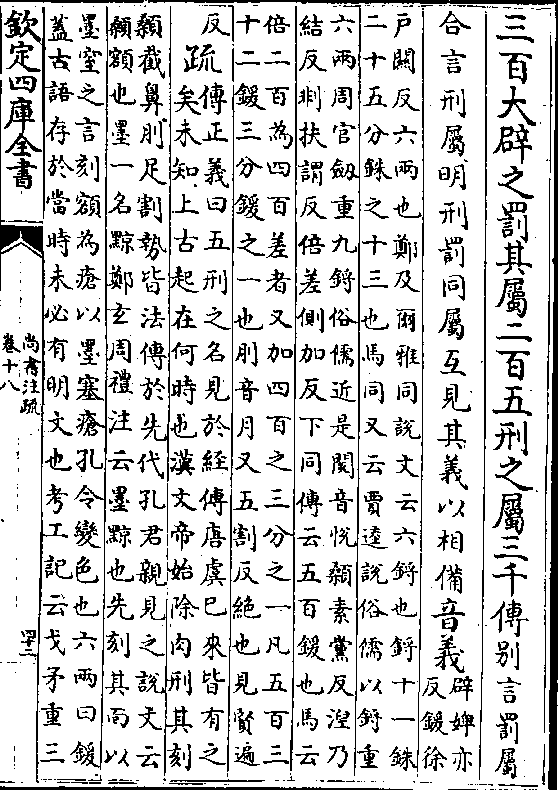 三百大辟之罰其屬二百五刑之屬三千傳別言罰屬
合言刑屬明刑罰同屬互見其義以相備音義辟婢亦
反鍰徐
戶關反六兩也鄭及爾雅同說文云六鋝也鋝十一銖
二十五分銖之十三也馬同又云賈逵說俗儒以鋝重
六兩周官劔重九鋝俗儒近是閱音悅顙素黨反湼乃
結反剕扶謂反倍差側加反下同傳云五百鍰也馬云
倍二百為四百差者又加四百之三分之一凡五百三
十二鍰三分鍰之一也刖音月又五割反絶也見賢遍
反
疏傳正義曰五刑之名見於經傳唐虞已來皆有之
矣未知上古起在何時也漢文帝始除肉刑其刻
顙截鼻刖足割勢皆法傳於先代孔君親見之說文云
顙額也墨一名黥鄭玄周禮注云墨黥也先刻其面以
墨窒之言刻額為瘡以墨塞瘡孔令變色也六兩曰鍰
蓋古語存於當時未必有明文也考工記云戈矛重三
欽定四庫全書
尚書注疏
卷十八